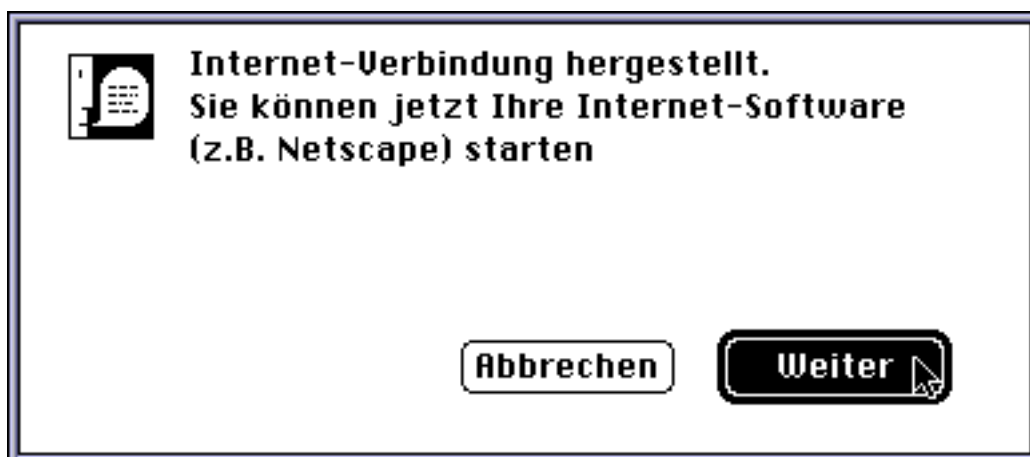 Internet-Verbindung hergestellt.
Sie können jetzt Ihre Internet-Software
(z.B. Netscape) starten
Abbrechen
Weiter